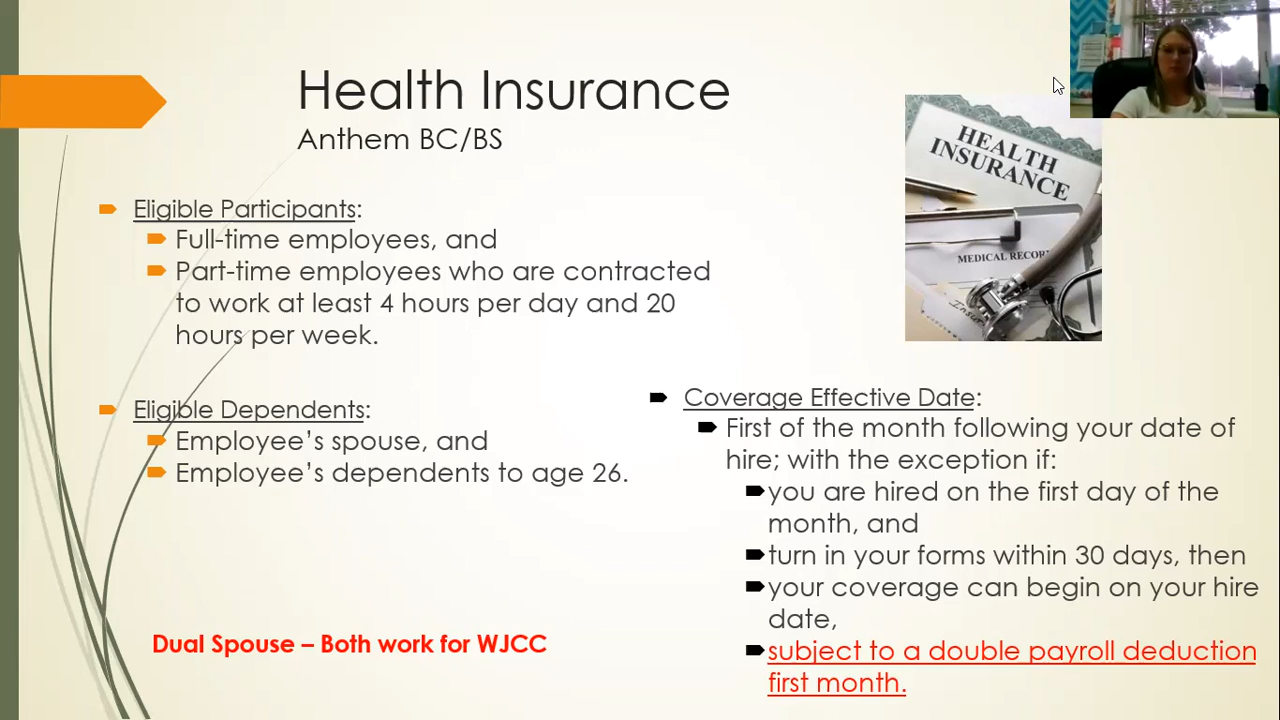 Health Insurance
Anthem BC/BS
HEALTH
INSURANCE
MEDICAL RECOR
Eligible Participants:
Full-time employees, and
Part-time employees who are contracted
to work at least 4 hours per day and 20
hours per week.
Eligible Dependents:
Employee’s spouse, and
Employee’s dependents to age 26.
Dual Spouse – Both work for WJCC
Coverage Effective Date:
First of the month following your date of
hire; with the exception if:
you are hired on the first day of the
month, and
turn in your forms within 30 days, then
your coverage can begin on your hire
date,
subject to a double payroll deduction
first month.